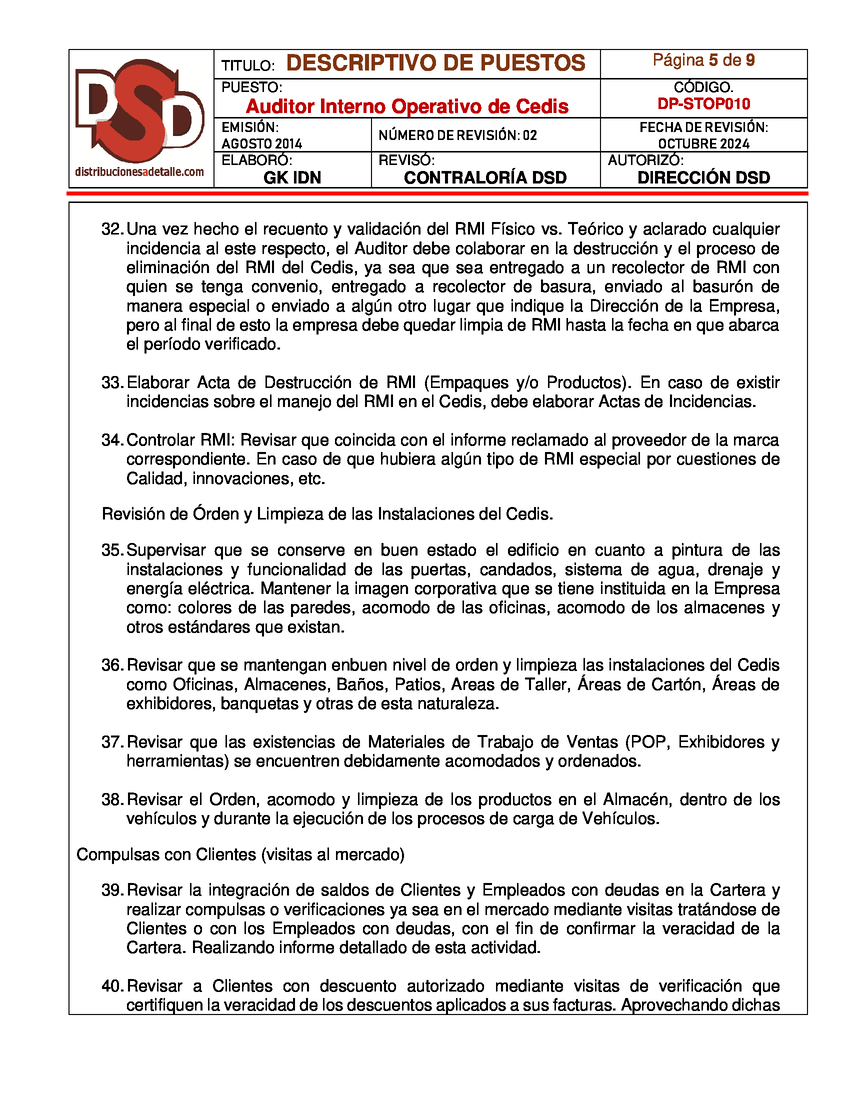 DSD
distribucionesadetalle.com
TITULO: DESCRIPTIVO DE PUESTOS
Página 5 de 9
PUESTO:
Auditor Interno Operativo de Cedis
CÓDIGO.
DP-STOP010
EMISIÓN:
AGOSTO 2014
NÚMERO DE REVISIÓN: 02
FECHA DE REVISIÓN:
OCTUBRE 2024
ELABORÓ:
GK IDN
REVISÓ:
CONTRALORÍA DSD
AUTORIZÓ:
DIRECCIÓN DSD
32. Una vez hecho el recuento y validación del RMI Físico vs. Teórico y aclarado cualquier
incidencia al este respecto, el Auditor debe colaborar en la destrucción y el proceso de
eliminación del RMI del Cedis, ya sea que sea entregado a un recolector de RMI con
quien se tenga convenio, entregado a recolector de basura, enviado al basurón de
manera especial o enviado a algún otro lugar que indique la Dirección de la Empresa,
pero al final de esto la empresa debe quedar limpia de RMI hasta la fecha en que abarca
el período verificado.
33. Elaborar Acta de Destrucción de RMI (Empaques y/o Productos). En caso de existir
incidencias sobre el manejo del RMI en el Cedis, debe elaborar Actas de Incidencias.
34. Controlar RMI: Revisar que coincida con el informe reclamado al proveedor de la marca
correspondiente. En caso de que hubiera algún tipo de RMI especial por cuestiones de
Calidad, innovaciones, etc.
Revisión de Órden y Limpieza de las Instalaciones del Cedis.
35. Supervisar que se conserve en buen estado el edificio en cuanto a pintura de las
instalaciones y funcionalidad de las puertas, candados, sistema de agua, drenaje y
energía eléctrica. Mantener la imagen corporativa que se tiene instituida en la Empresa
como: colores de las paredes, acomodo de las oficinas, acomodo de los almacenes y
otros estándares que existan.
36. Revisar que se mantengan enbuen nivel de orden y limpieza las instalaciones del Cedis
como Oficinas, Almacenes, Baños, Patios, Areas de Taller, Áreas de Cartón, Áreas de
exhibidores, banquetas y otras de esta naturaleza.
37. Revisar que las existencias de Materiales de Trabajo de Ventas (POP, Exhibidores y
herramientas) se encuentren debidamente acomodados y ordenados.
38. Revisar el Orden, acomodo y limpieza de los productos en el Almacén, dentro de los
vehículos y durante la ejecución de los procesos de carga de Vehículos.
Compulsas con Clientes (visitas al mercado)
39. Revisar la integración de saldos de Clientes y Empleados con deudas en la Cartera y
realizar compulsas o verificaciones ya sea en el mercado mediante visitas tratándose de
Clientes o con los Empleados con deudas, con el fin de confirmar la veracidad de la
Cartera. Realizando informe detallado de esta actividad.
40. Revisar a Clientes con descuento autorizado mediante visitas de verificación que
certifiquen la veracidad de los descuentos aplicados a sus facturas. Aprovechando dichas